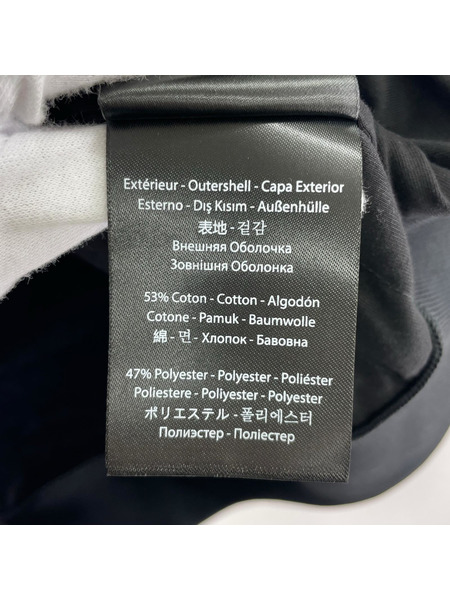 Extérieur - Outershell - Capa Exterior
Esterno - Dış Kısım - Außenhülle
表地 - 겉감
Внешняя Оболочка
Зовнішня Оболонка
53% Coton - Cotton - Algodón
Cotone - Pamuk - Baumwolle
綿 - 면 - Хлопок - Бавовна
47% Polyester - Polyester - Poliéster
Poliestere - Poliyester - Polyester
ポリエステル - 폴리에스터
Полиэстер - Поліестер